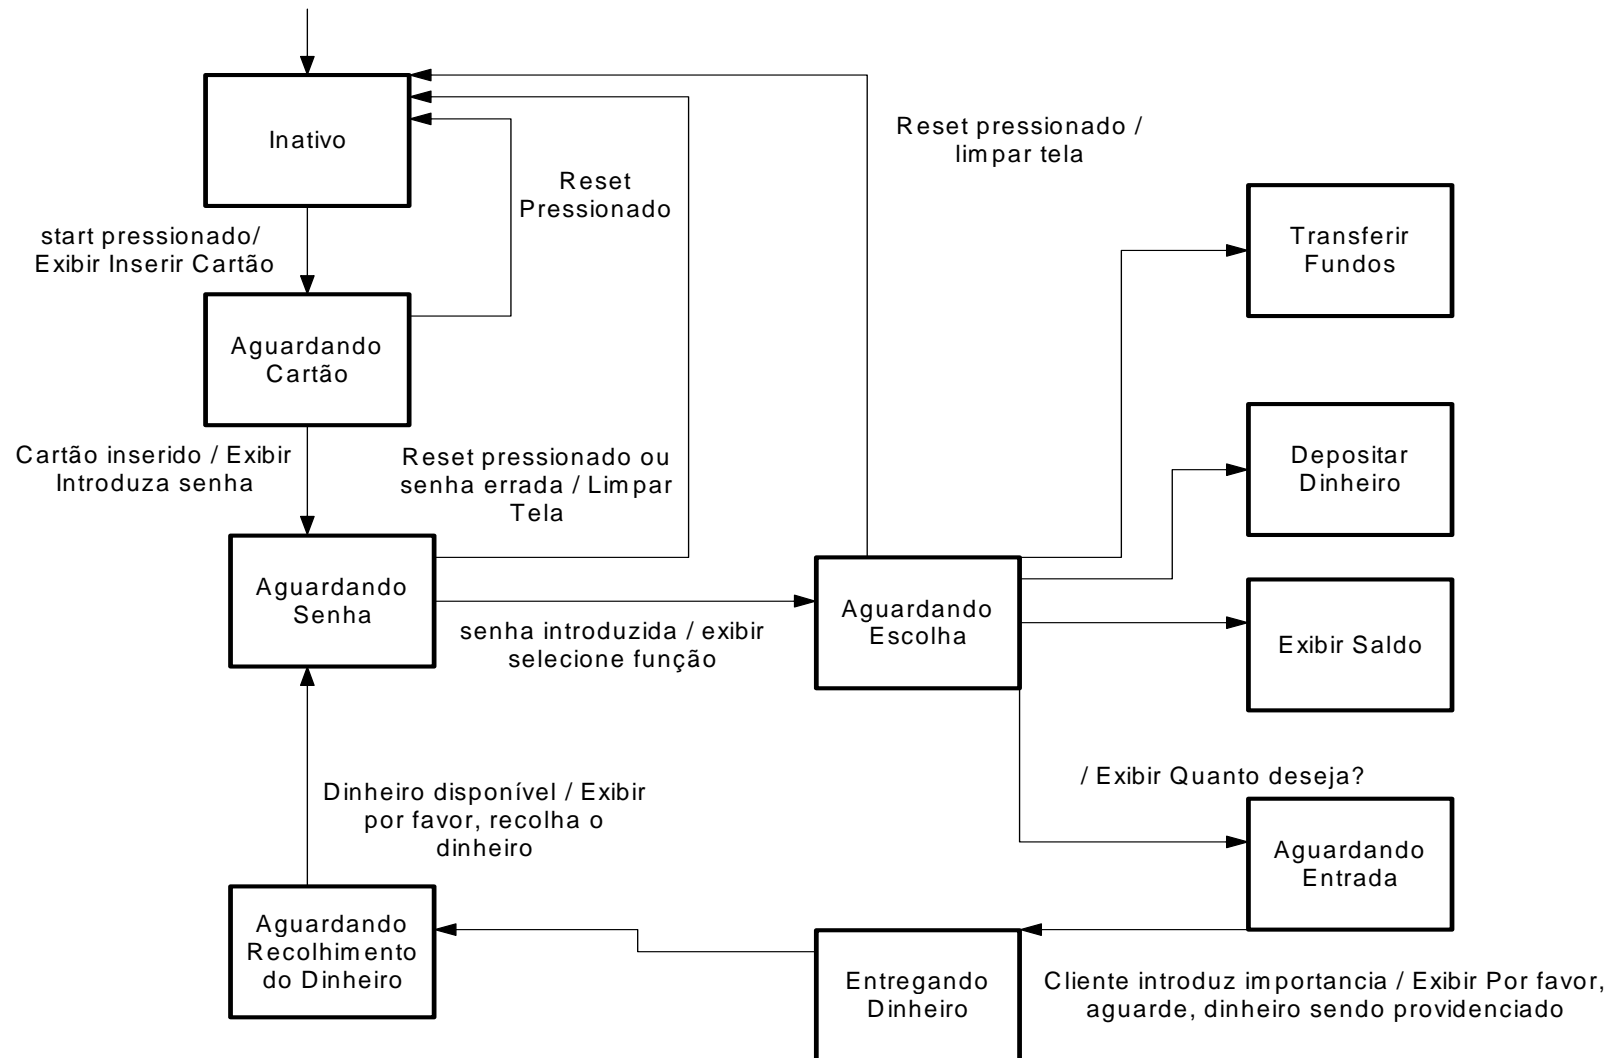 Inativo
Reset pressionado /
limpar tela
Reset
Pressionado
start pressionado/
Exibir Inserir Cartão
Transferir
Fundos
Aguardando
Cartão
Cartão inserido / Exibir
Introduza senha
Reset pressionado ou
senha errada / Limpar
Tela
Depositar
Dinheiro
Aguardando
Senha
senha introduzida / exibir
selecione função
Aguardando
Escolha
Exibir Saldo
/ Exibir Quanto deseja?
Dinheiro disponível / Exibir
por favor, recolha o
dinheiro
Aguardando
Entrada
Aguardando
Recolhimento
do Dinheiro
Entregando
Dinheiro
Cliente introduz importancia / Exibir Por favor,
aguarde, dinheiro sendo providenciado